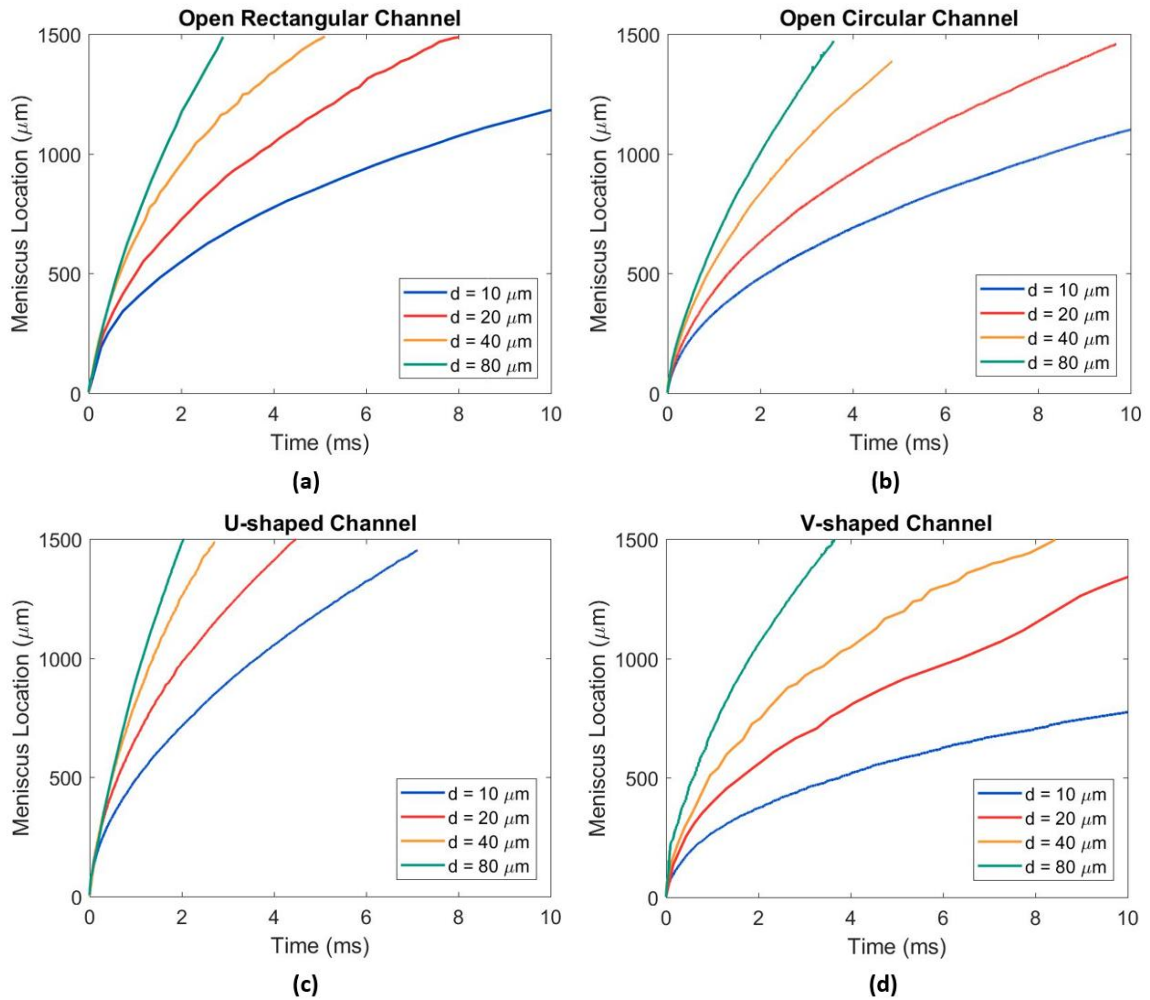 Open Rectangular Channel
Meniscus Location (μm)
1500
1000
500
0
0 2 4 6 8 10
Time (ms)
d = 10 μm
d = 20 μm
d = 40 μm
d = 80 μm
(a)
Open Circular Channel
Meniscus Location (μm)
1500
1000
500
0
0 2 4 6 8 10
Time (ms)
d = 10 μm
d = 20 μm
d = 40 μm
d = 80 μm
(b)
U-shaped Channel
Meniscus Location (μm)
1500
1000
500
0
0 2 4 6 8 10
Time (ms)
d = 10 μm
d = 20 μm
d = 40 μm
d = 80 μm
(c)
V-shaped Channel
Meniscus Location (μm)
1500
1000
500
0
0 2 4 6 8 10
Time (ms)
d = 10 μm
d = 20 μm
d = 40 μm
d = 80 μm
(d)